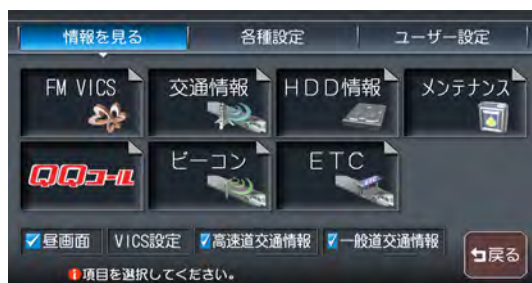 情報を見る 各種設定 ユーザー設定
FM VICS 交通情報 HDD情報 メンテナンス
QQコール ビーコン ETC
昼画面 VICS設定 高速道交通情報 一般道交通情報 戻る
項目を選択してください。